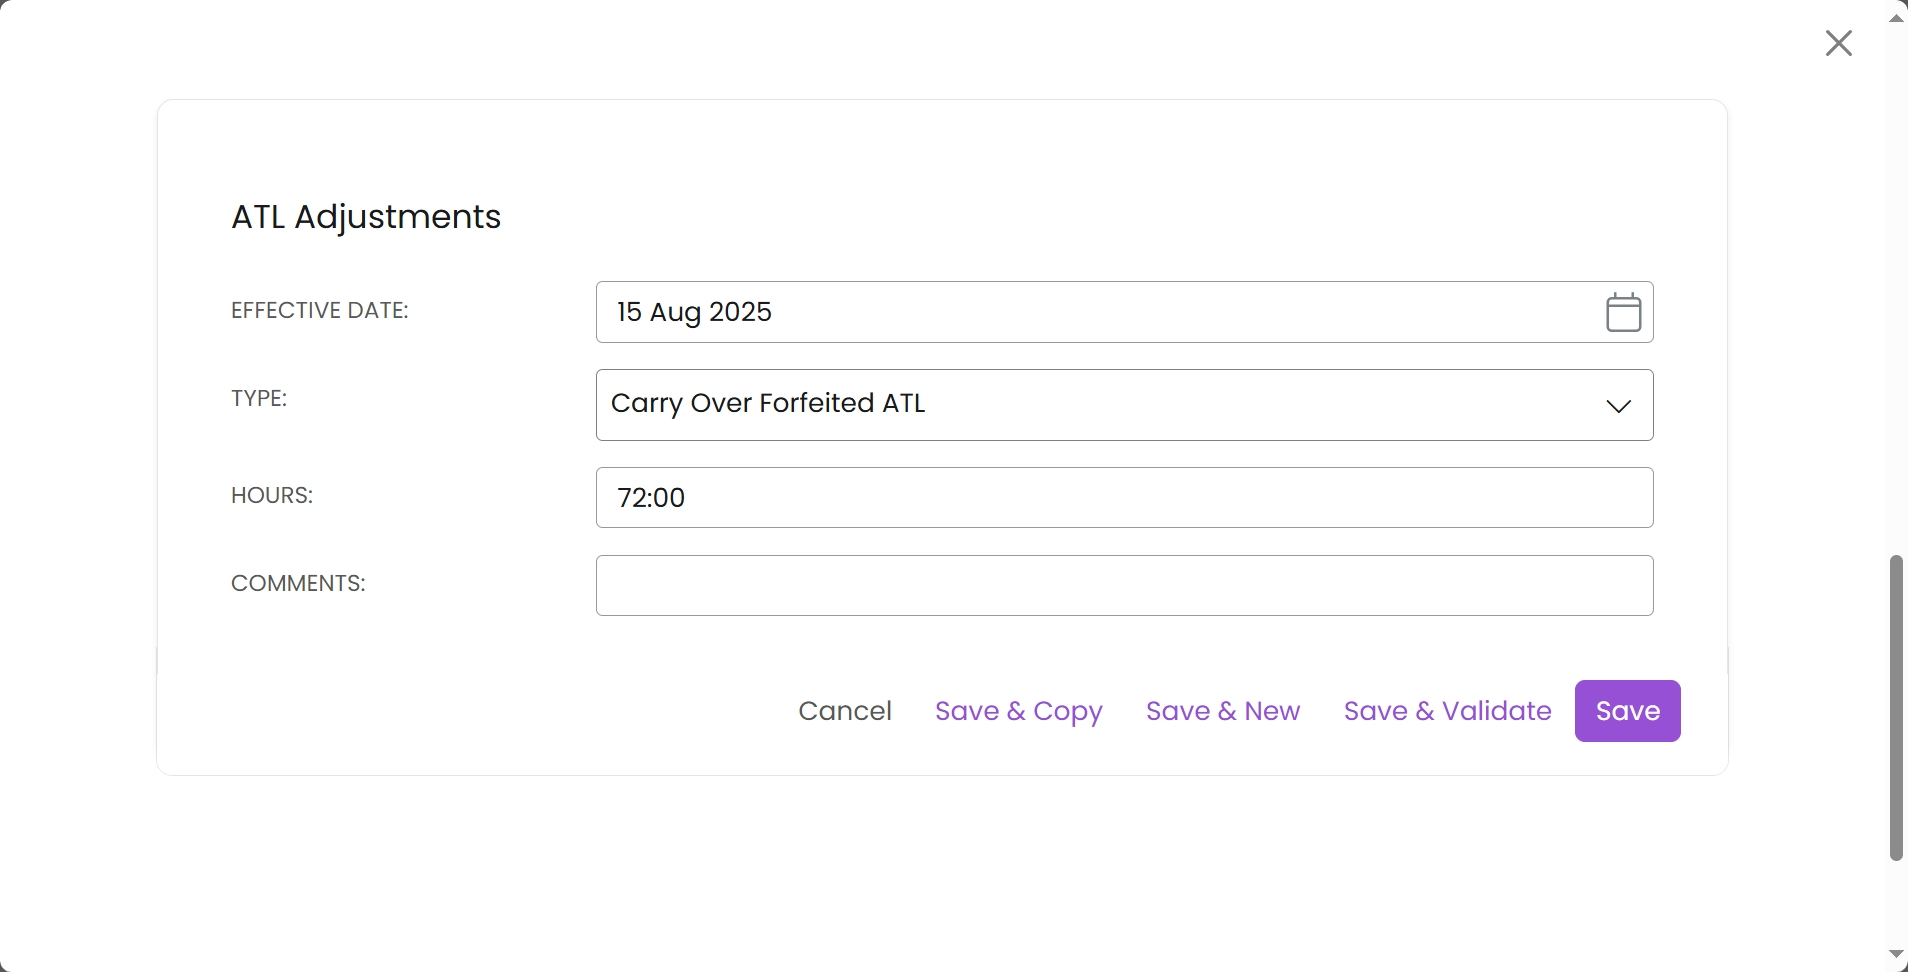 ATL Adjustments
EFFECTIVE DATE:
15 Aug 2025
TYPE:
Carry Over Forfeited ATL
HOURS:
72:00
COMMENTS:
Cancel Save & Copy Save & New Save & Validate Save